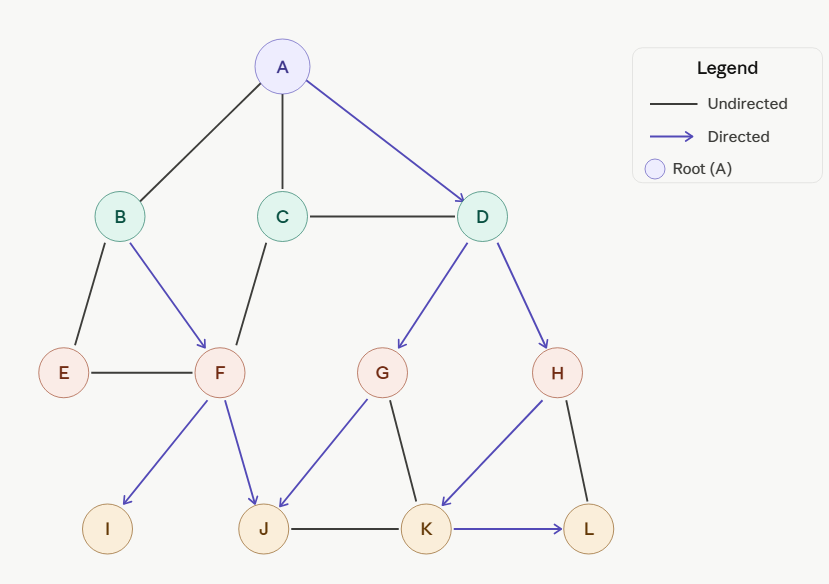 A
Legend
Undirected
Directed
Root (A)
B
C
D
E
F
G
H
I
J
K
L